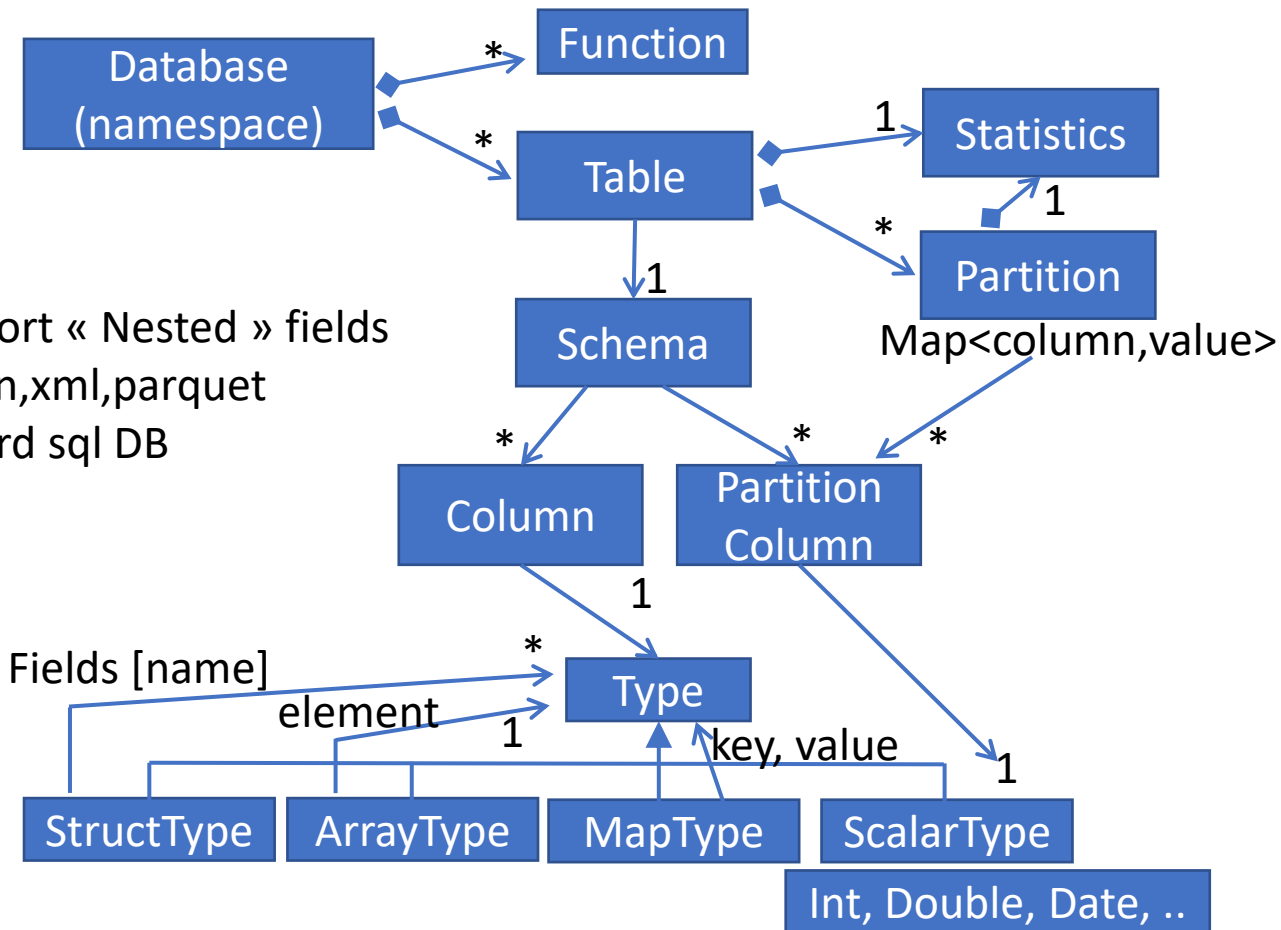 Database
(namespace)
*
Function
*
Table
1
Statistics
1
*
Partition
Map<column,value>
1
Schema
ort « Nested » fields
n,xml,parquet
rd sql DB
*
*
*
Column
Partition
Column
1
*
Fields [name]
Type
element
1
key, value
1
StructType
ArrayType
MapType
ScalarType
Int, Double, Date, ..